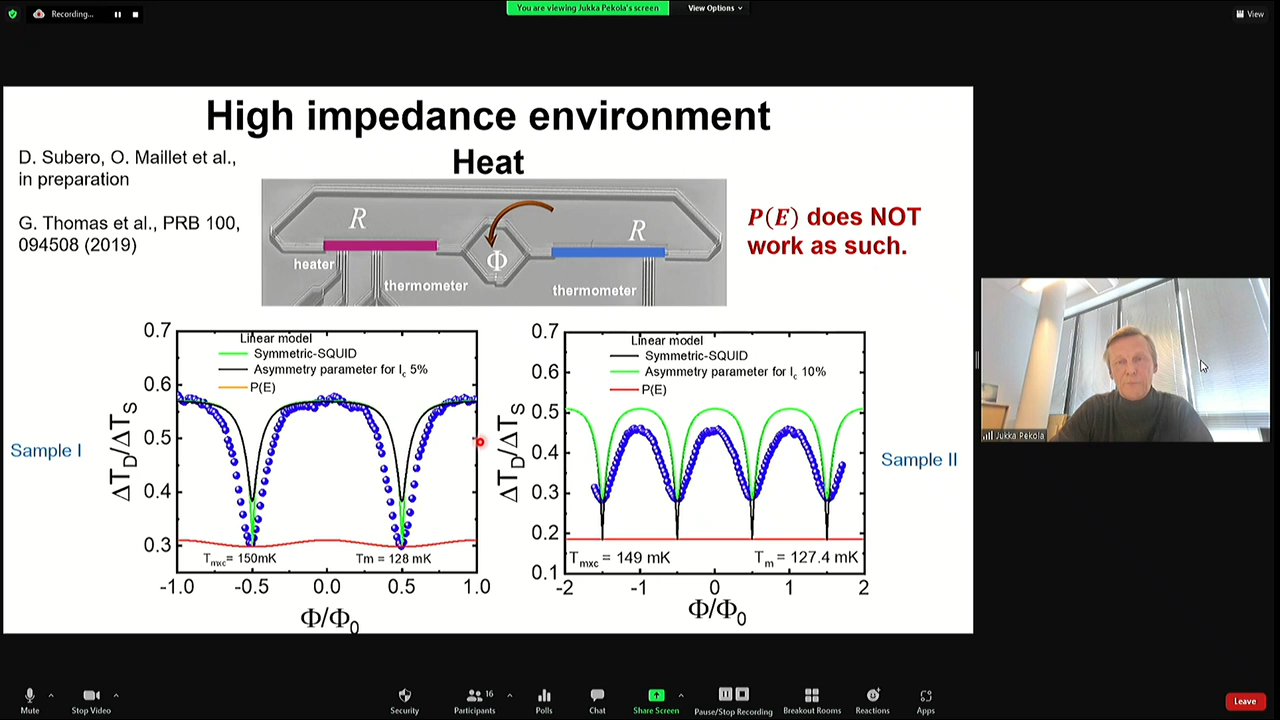 Recording...
You are viewing Jukka Pekola's screen
View Options
View
High impedance environment
Heat
D. Subero, O. Maillet et al.,
in preparation
G. Thomas et al., PRB 100,
094508 (2019)
R
R
Φ
heater
thermometer
thermometer
P(E) does NOT
work as such.
Sample I
ΔT_D/ΔT_S
0.7
0.6
0.5
0.4
0.3
Linear model
Symmetric-SQUID
Asymmetry parameter for I_c 5%
P(E)
T_mxc = 150mK
Tm = 128 mK
-1.0 -0.5 0.0 0.5 1.0
Φ/Φ_0
ΔT_D/ΔT_S
0.7
0.6
0.5
0.4
0.3
0.2
0.1
Linear model
Symmetric-SQUID
Asymmetry parameter for I_c 10%
P(E)
T_mxc = 149 mK
T_m = 127.4 mK
-2 -1 0 1 2
Φ/Φ_0
Sample II
Jukka Pekola
Mute
Stop Video
Security
Participants
16
Polls
Chat
Share Screen
Pause/Stop Recording
Breakout Rooms
Reactions
Apps
Leave